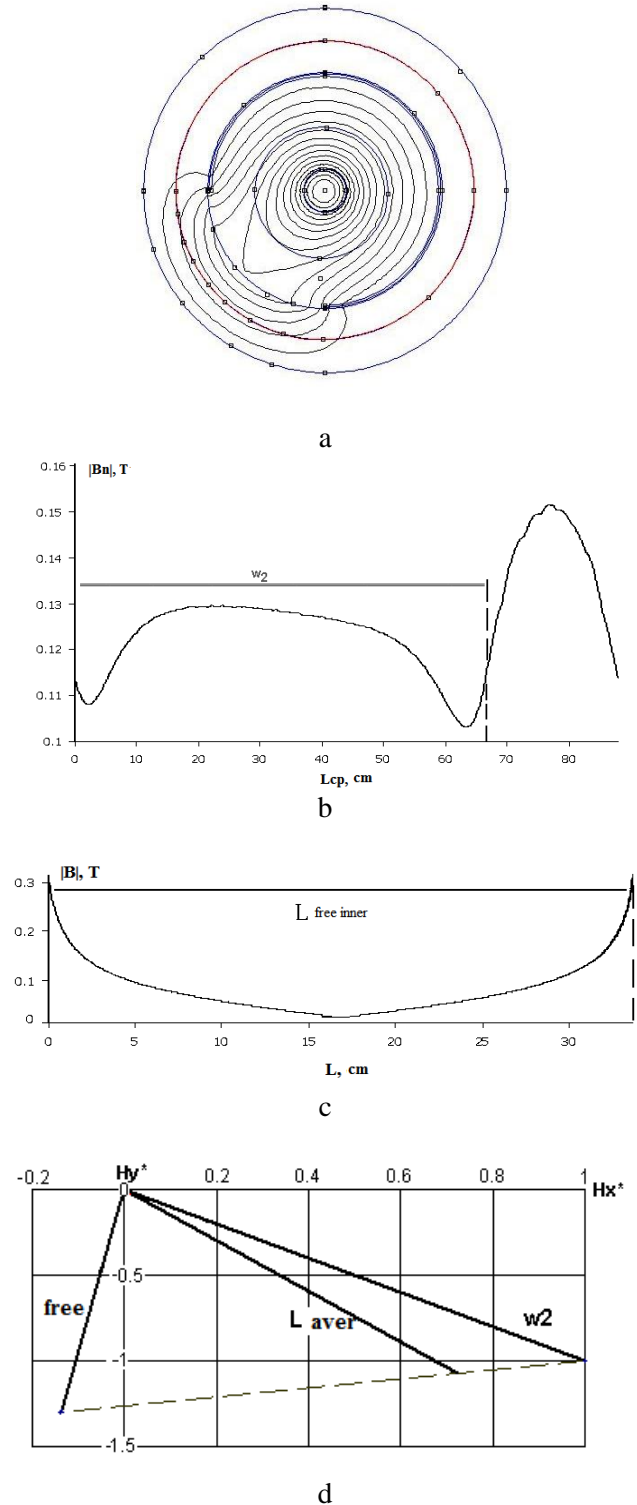 a
|Bn|, T
0.16
0.15
0.14
0.13
0.12
0.11
0.1
w2
0 10 20 30 40 50 60 70 80
Lcp, cm
b
|B|, T
0.3
0.2
0.1
0
L free inner
0 5 10 15 20 25 30
L, cm
c
-0.2 Hy* 0.2 0.4 0.6 0.8 1 Hx*
0
-0.5
free
L aver
w2
-1
-1.5
d